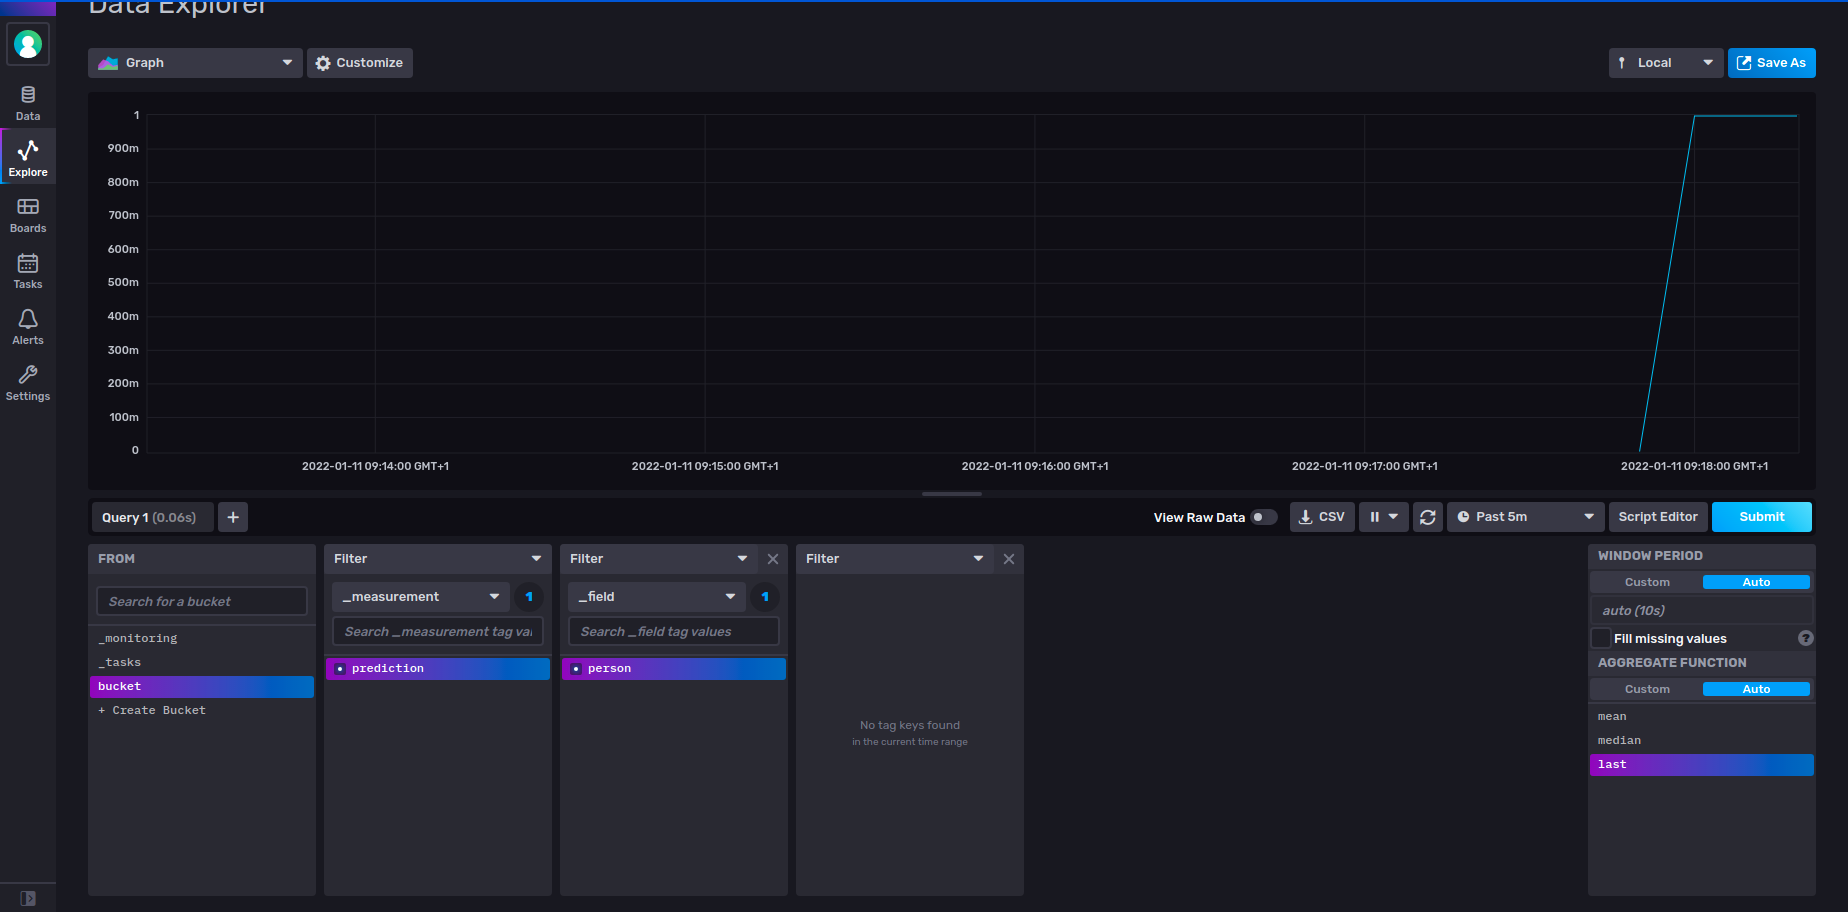 Data Explorer
Graph
Customize
Local
Save As
Data
Explore
Boards
Tasks
Alerts
Settings
1
900m
800m
700m
600m
500m
400m
300m
200m
100m
0
2022-01-11 09:14:00 GMT+1
2022-01-11 09:15:00 GMT+1
2022-01-11 09:16:00 GMT+1
2022-01-11 09:17:00 GMT+1
2022-01-11 09:18:00 GMT+1
Query 1 (0.06s)
+
View Raw Data
CSV
Past 5m
Script Editor
Submit
FROM
Search for a bucket
_monitoring
_tasks
bucket
+ Create Bucket
Filter
_measurement
1
Search _measurement tag va
prediction
Filter
_field
1
Search _field tag values
person
Filter
No tag keys found
in the current time range
WINDOW PERIOD
Custom
Auto
auto (10s)
Fill missing values
?
AGGREGATE FUNCTION
Custom
Auto
mean
median
last